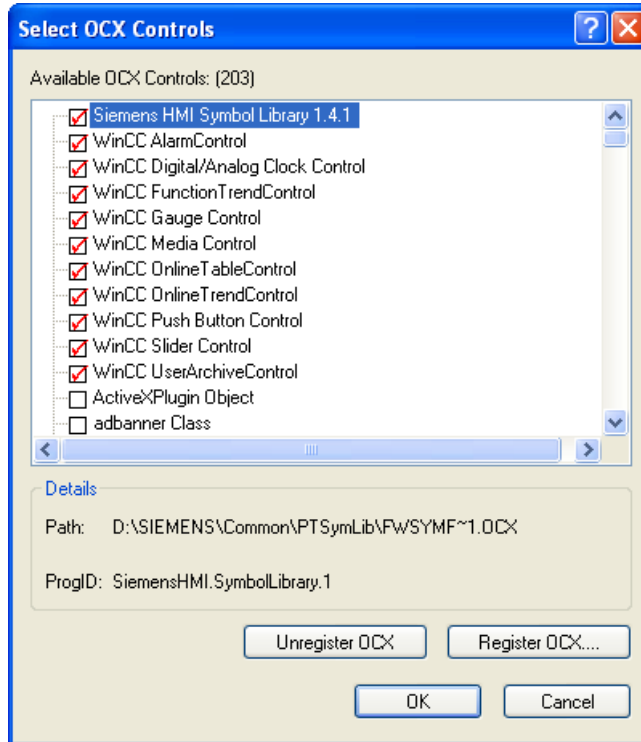 Select OCX Controls
Available OCX Controls: (203)
Siemens HMI Symbol Library 1.4.1
WinCC AlarmControl
WinCC Digital/Analog Clock Control
WinCC FunctionTrendControl
WinCC Gauge Control
WinCC Media Control
WinCC OnlineTableControl
WinCC OnlineTrendControl
WinCC Push Button Control
WinCC Slider Control
WinCC UserArchiveControl
ActiveXPlugin Object
adbanner Class
Details
Path: D:\SIEMENS\Common\PTSymLib\FWSYMF~1.OCX
ProgID: SiemensHMI.SymbolLibrary.1
Unregister OCX Register OCX....
OK Cancel